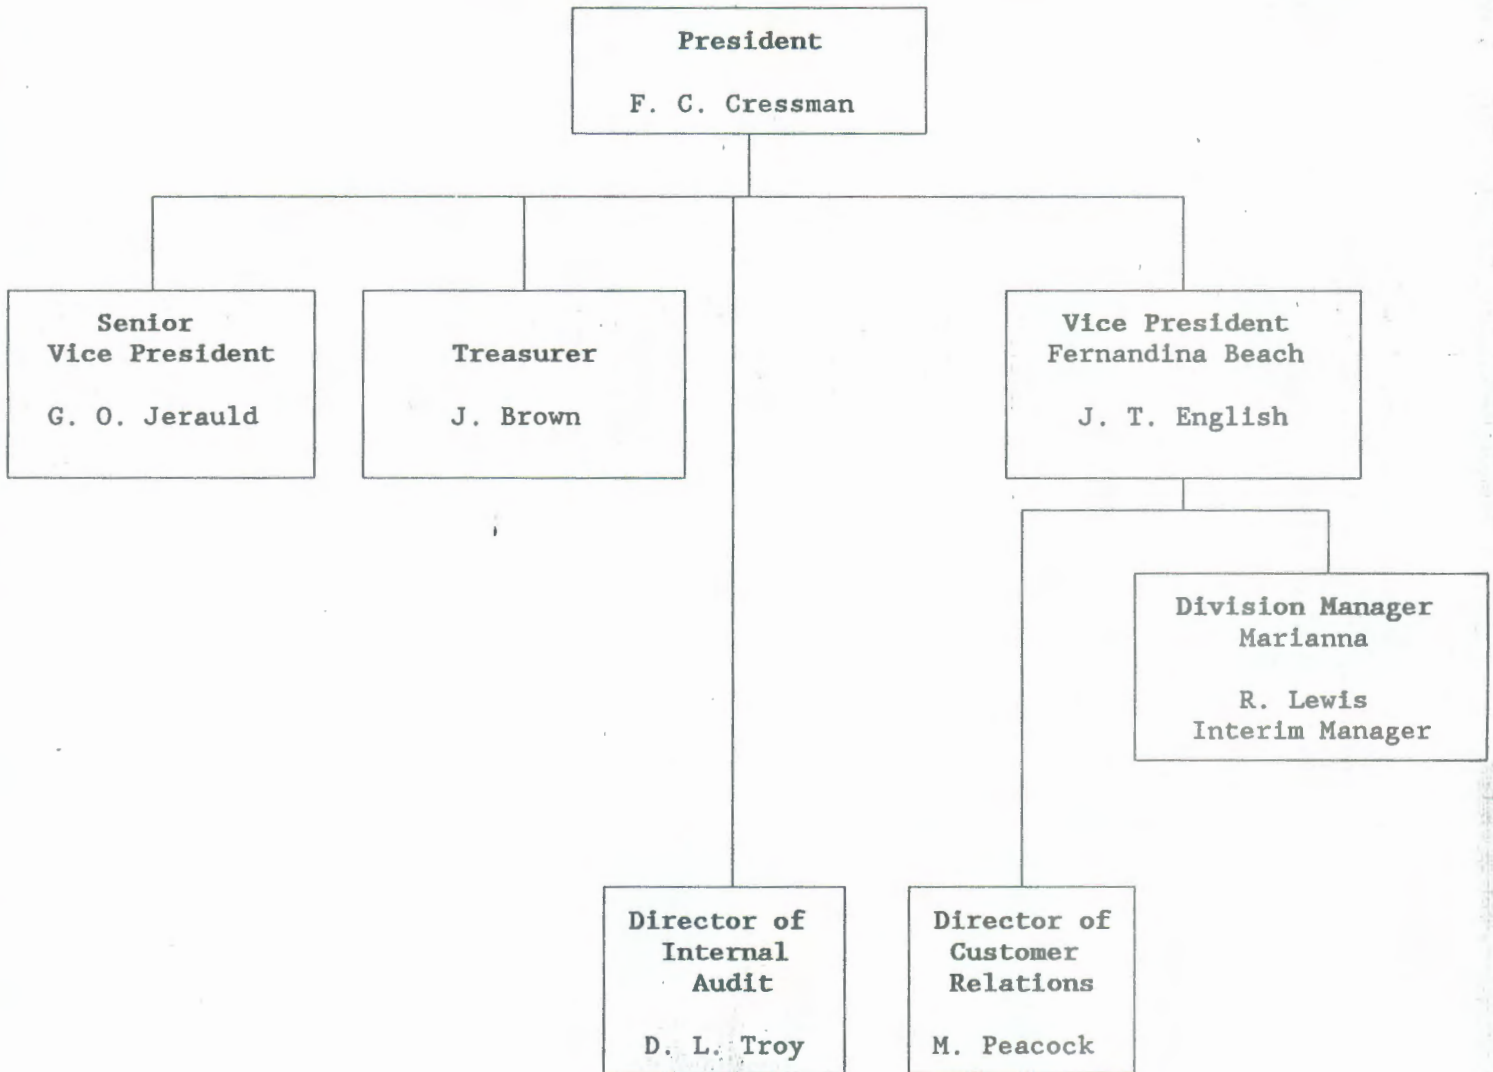 President
F. C. Cressman
Senior
Vice President
G. O. Jerauld
Treasurer
J. Brown
Vice President
Fernandina Beach
J. T. English
Division Manager
Marianna
R. Lewis
Interim Manager
Director of
Internal
Audit
D. L. Troy
Director of
Customer
Relations
M. Peacock